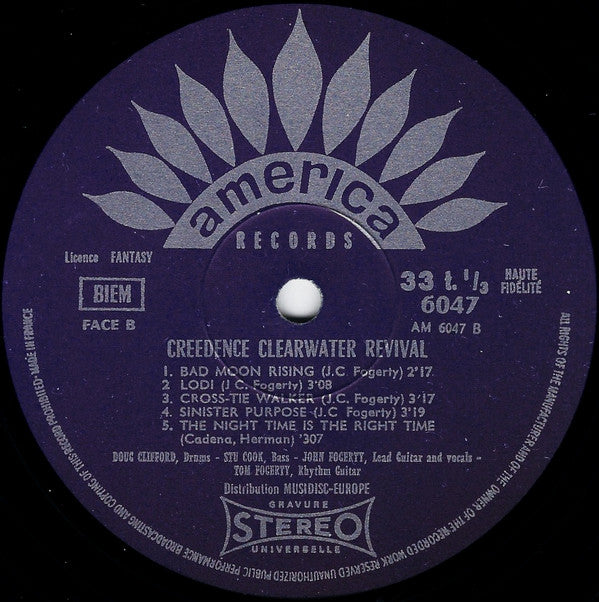 america
RECORDS
Licence FANTASY
BIEM
FACE B
33 t. 1/3
6047
HAUTE
FIDÉLITÉ
AM 6047 B
CREEDENCE CLEARWATER REVIVAL
1. BAD MOON RISING (J.C. Fogerty) 2'17
2. LODI (J C. Fogerty) 3'08
3. CROSS-TIE WALKER (J.C. Fogerty) 3'17
4. SINISTER PURPOSE (J.C. Fogerty) 3'19
5. THE NIGHT TIME IS THE RIGHT TIME
(Cadena, Herman) '307
DOUG CLIFFORD, Drums - STU COOK, Bass - JOHN FOGERTY, Lead Guitar and vocals -
TOM FOGERTY, Rhythm Guitar
Distribution MUSIDISC-EUROPE
GRAVURE
STEREO
UNIVERSELLE
ALL RIGHTS OF THE MANUFACTURER AND OF THE OWNER OF THE RECORDED WORK RESERVED UNAUTHORIZED PUBLIC PERFORMANCE BROADCASTING AND COPYING OF THIS RECORD PROHIBITED • MADE IN FRANCE